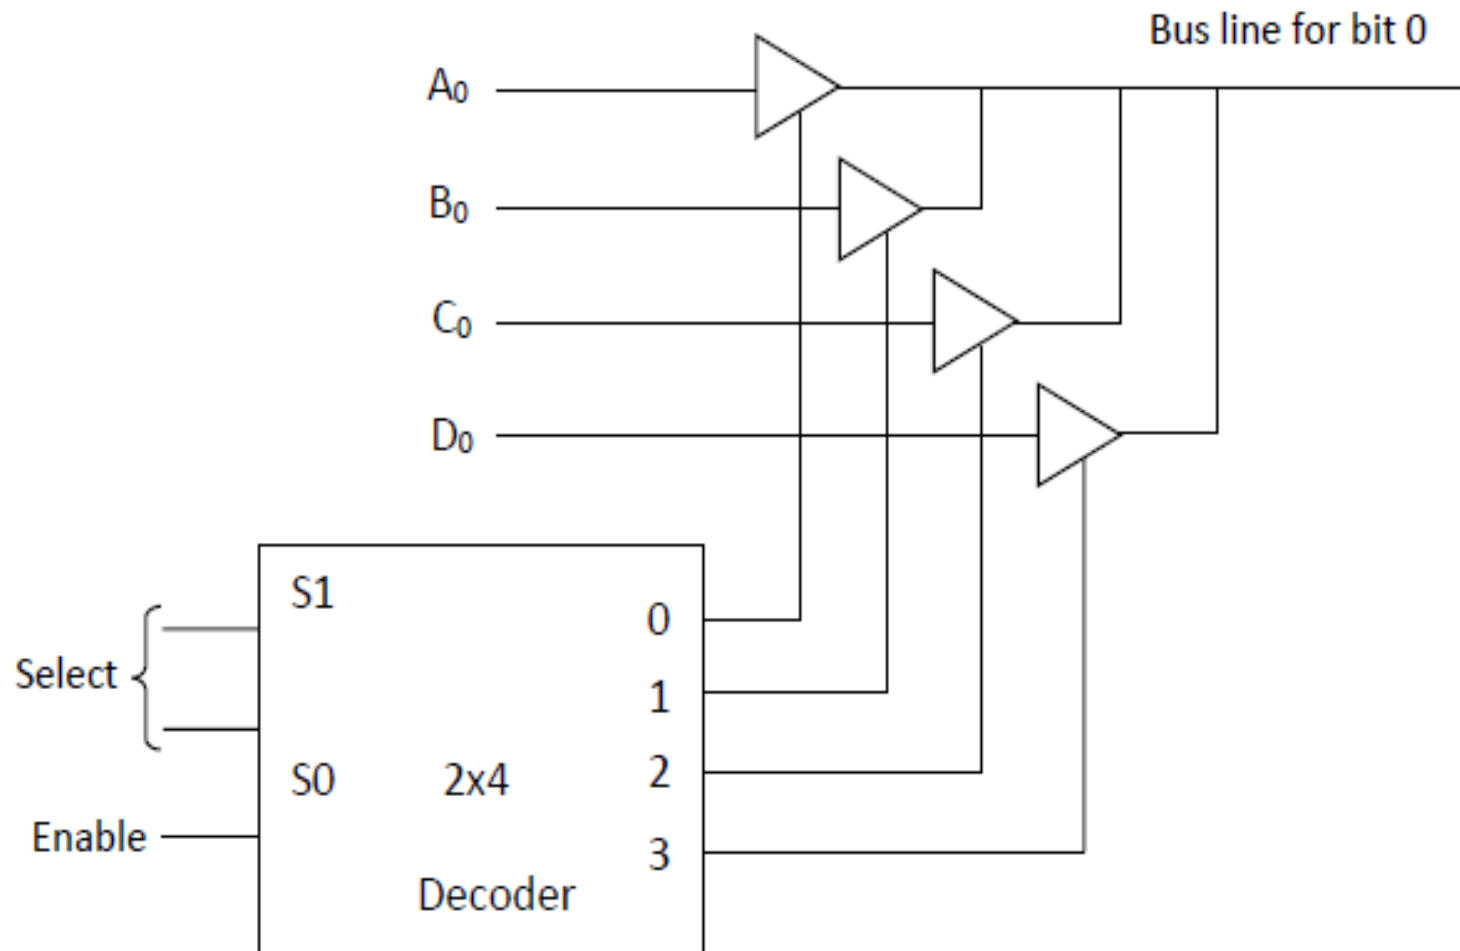 Bus line for bit 0
A0
B0
C0
D0
S1
0
Select
1
S0
2x4
2
Enable
3
Decoder